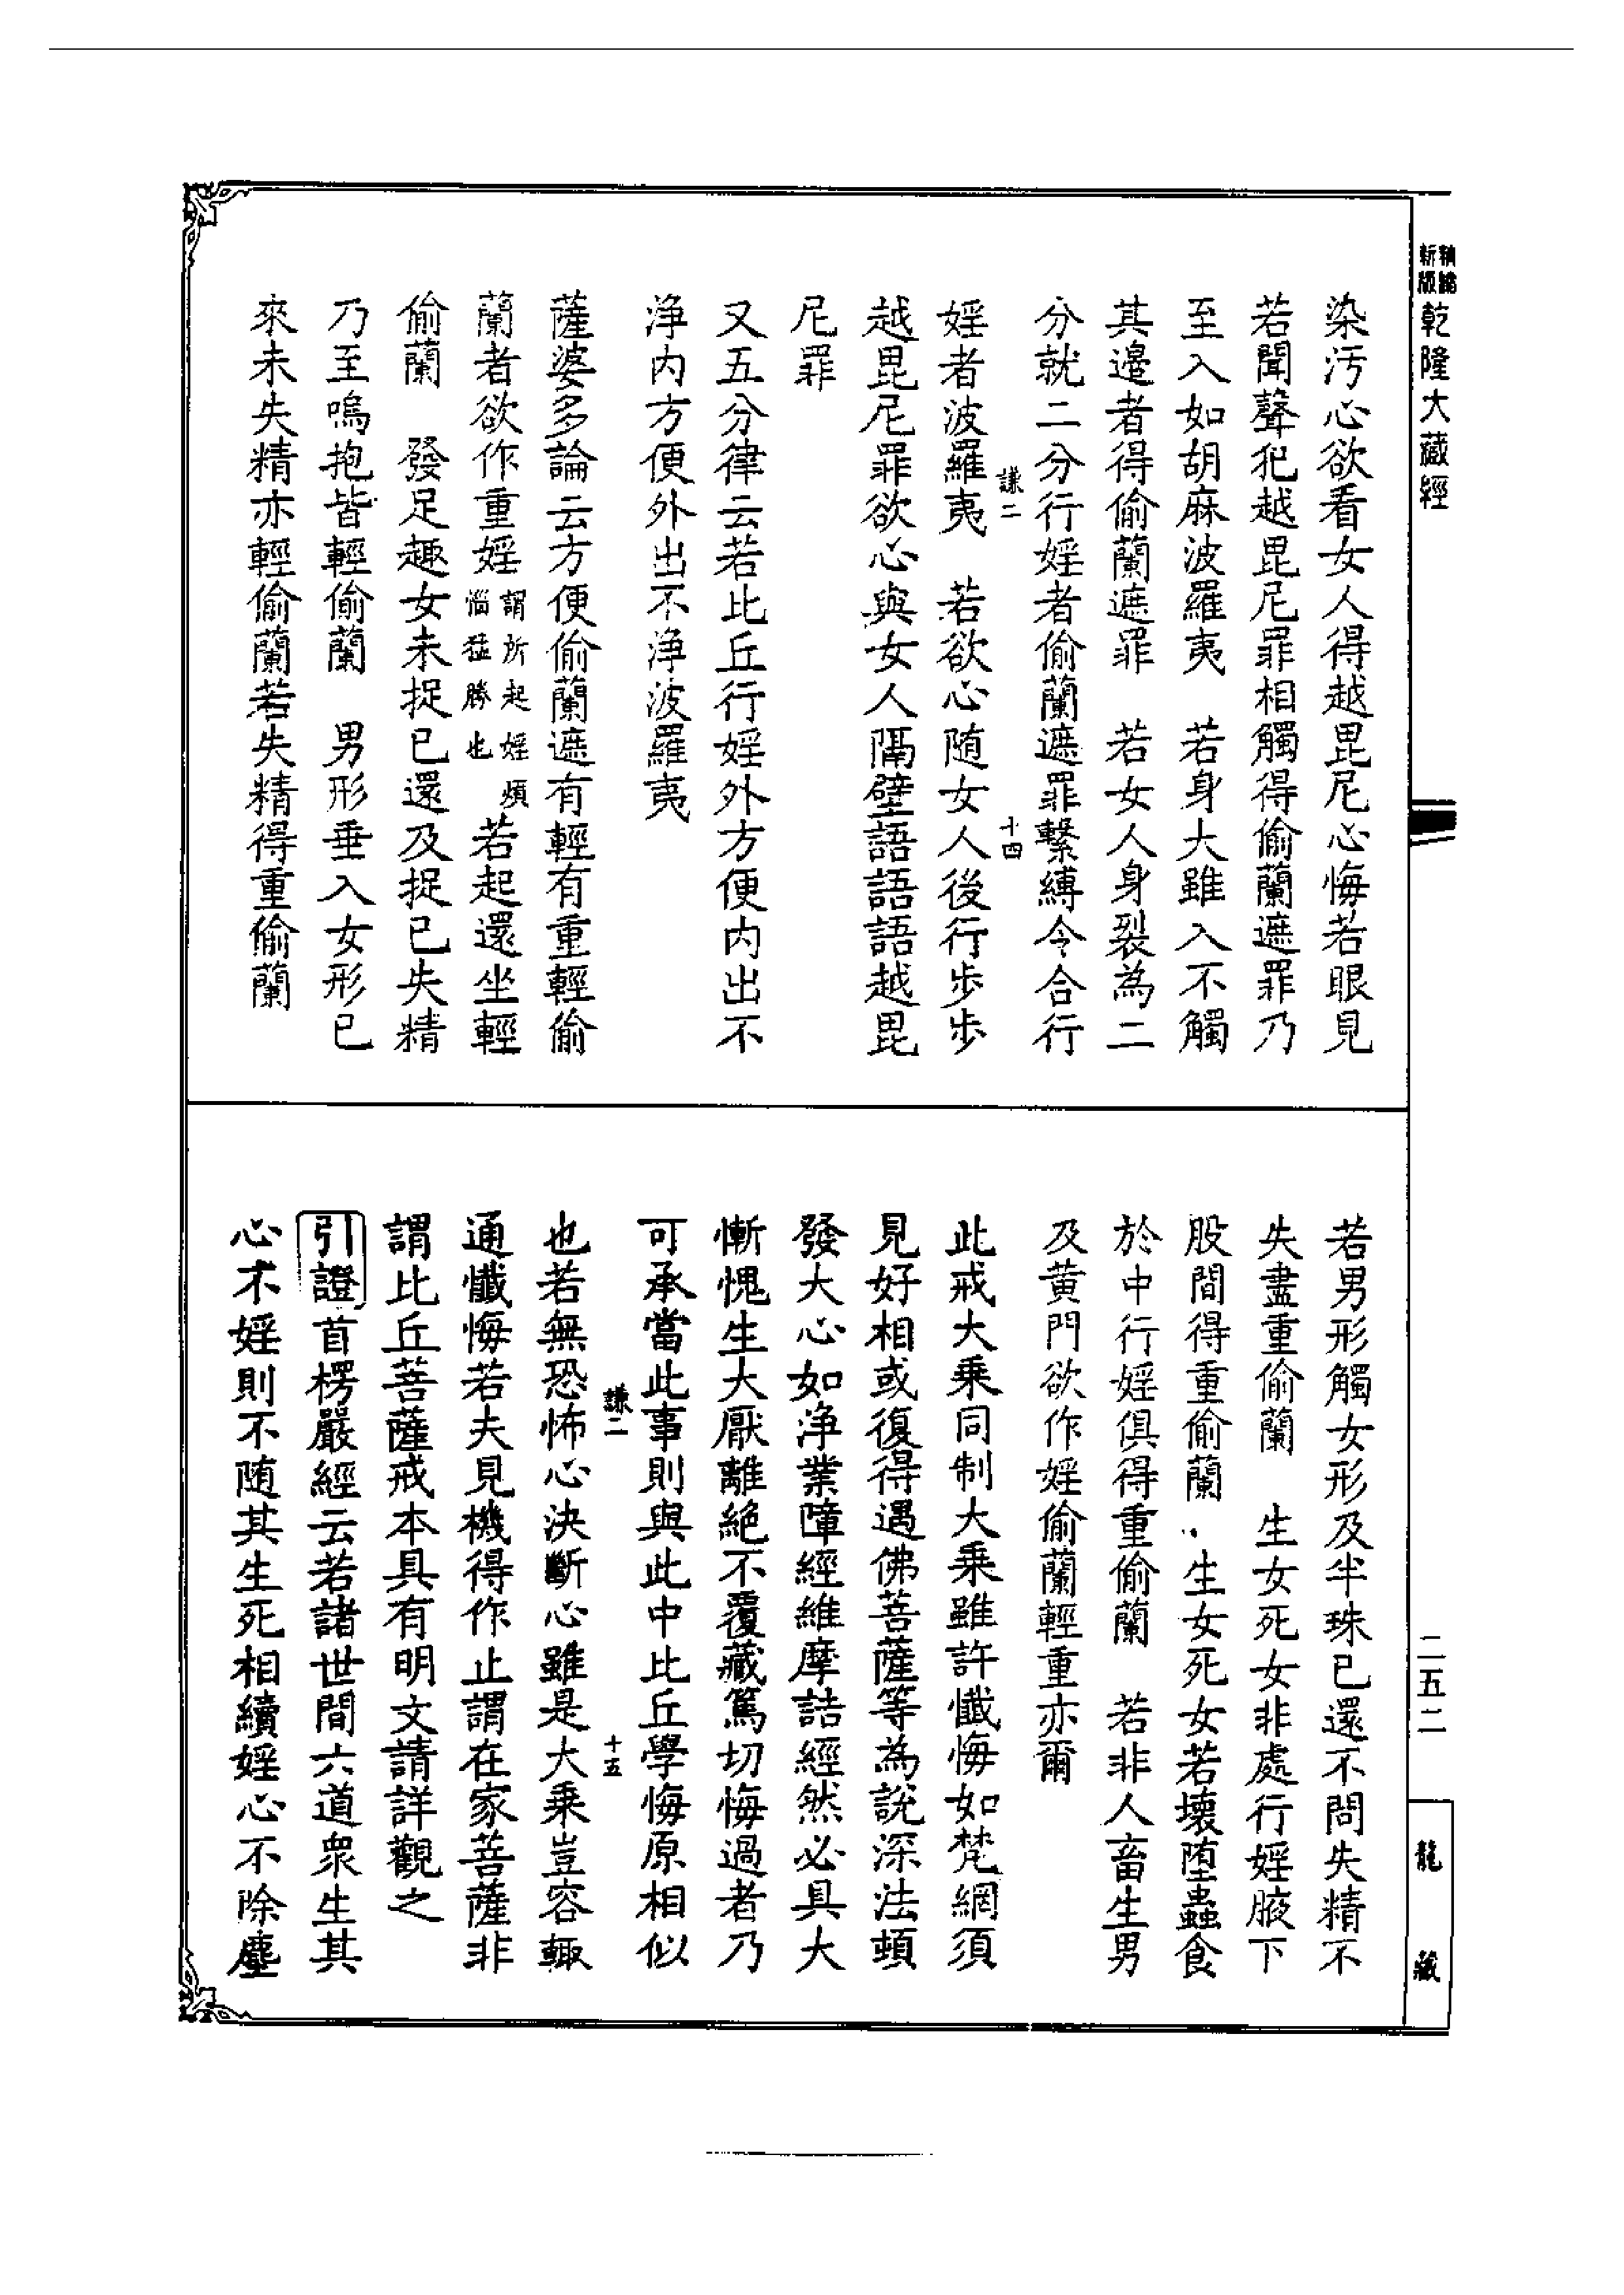 新版
乾隆大藏經
染汚心欲看女人得越毘尼心悔若眼見
若聞聲犯越毘尼罪相觸得偷蘭遮罪乃
至入如胡麻波羅夷　若身大雖入不觸
其邊者得偷蘭遮罪　若女人身裂為二
分就二分行婬者偷蘭遮罪繫縛令合行
謙二　十四
婬者波羅夷　若欲心隨女人後行步步
越毘尼罪欲心與女人隔壁語語語越毘
尼罪
又五分律云若比丘行婬外方便内出不
淨内方便外出不淨波羅夷
薩婆多論云方便偷蘭遮有輕有重輕偷
蘭者欲作重婬謂所起婬煩惱猛勝也若起還坐輕
偷蘭　發足趣女未捉已還及捉已失精
乃至嗚抱皆輕偷蘭　男形垂入女形已
來未失精亦輕偷蘭若失精得重偷蘭
若男形觸女形及半珠已還不問失精不
失盡重偷蘭　生女死女非處行婬腋下
股間得重偷蘭　生女死女若壞墮蟲食
於中行婬俱得重偷蘭　若非人畜生男
及黄門欲作婬偷蘭輕重亦爾
此戒大乘同制大乘雖許懺悔如梵網須
見好相或復得遇佛菩薩等為說深法頓
發大心如淨業障經維摩詰經然必具大
慚愧生大厭離絕不覆藏篤切悔過者乃
可承當此事則與此中比丘學悔原相似
謙二　十五
也若無恐怖心決斷心雖是大乘豈容輙
通懺悔若夫見機得作止謂在家菩薩非
謂比丘菩薩戒本具有明文請詳觀之
引證首楞嚴經云若諸世間六道衆生其
心不婬則不随其生死相續婬心不除塵
二五二
龍藏